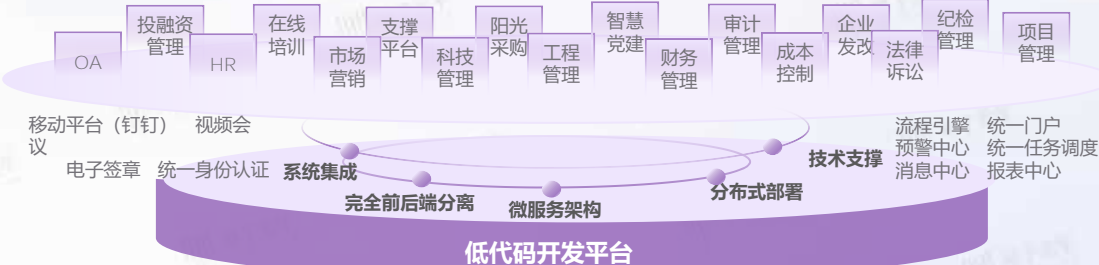 OA
投融资
管理
HR
在线
培训
市场
营销
支撑
平台
科技
管理
阳光
采购
工程
管理
智慧
党建
财务
管理
审计
管理
成本
控制
企业
发改
法律
诉讼
纪检
管理
项目
管理
移动平台（钉钉） 视频会
议
电子签章 统一身份认证
系统集成
完全前后端分离
微服务架构
分布式部署
技术支撑
流程引擎 统一门户
预警中心 统一任务调度
消息中心 报表中心
低代码开发平台